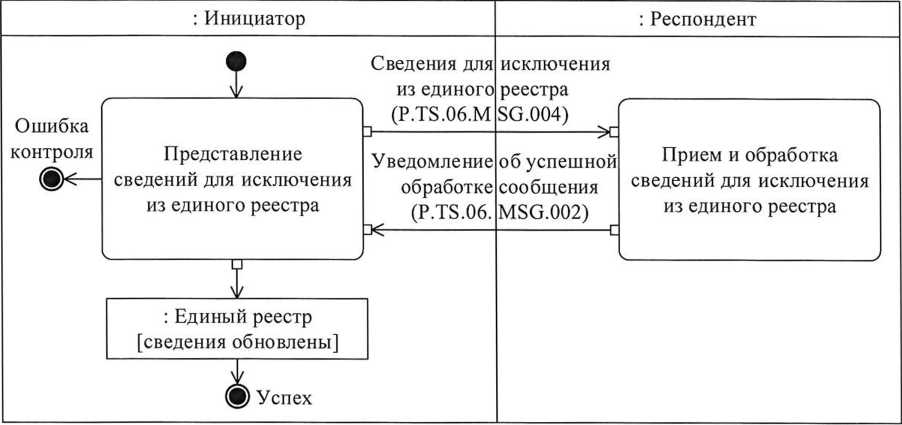 : Инициатор
: Респондент
Сведения для исключения
из единого реестра
(P.TS.06.MSG.004)
Ошибка
контроля
Представление
сведений для исключения
из единого реестра
Уведомление об успешной
обработке сообщения
(P.TS.06. MSG.002)
Прием и обработка
сведений для исключения
из единого реестра
: Единый реестр
[сведения обновлены]
Успех